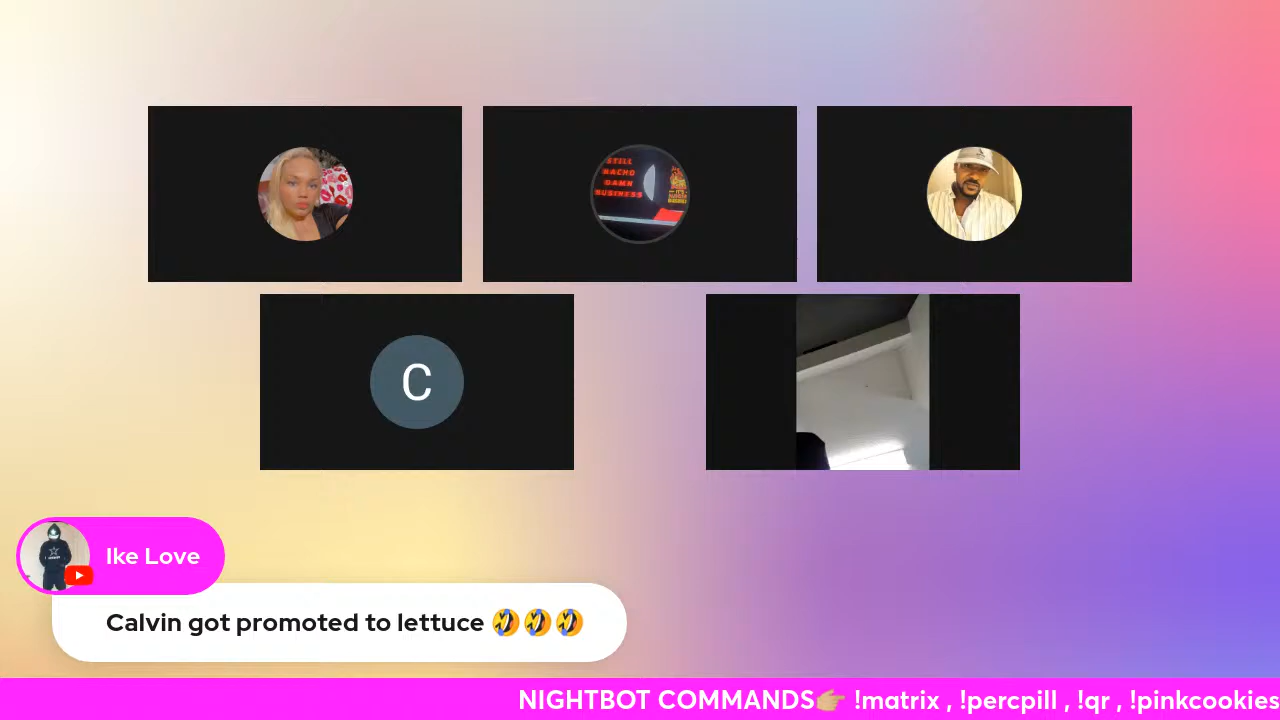 STILL
NACHO
DAMN
BUSINESS
C
Ike Love
Calvin got promoted to lettuce 🤣🤣🤣
NIGHTBOT COMMANDS👉🏼 !matrix , !percpill , !qr , !pinkcookies